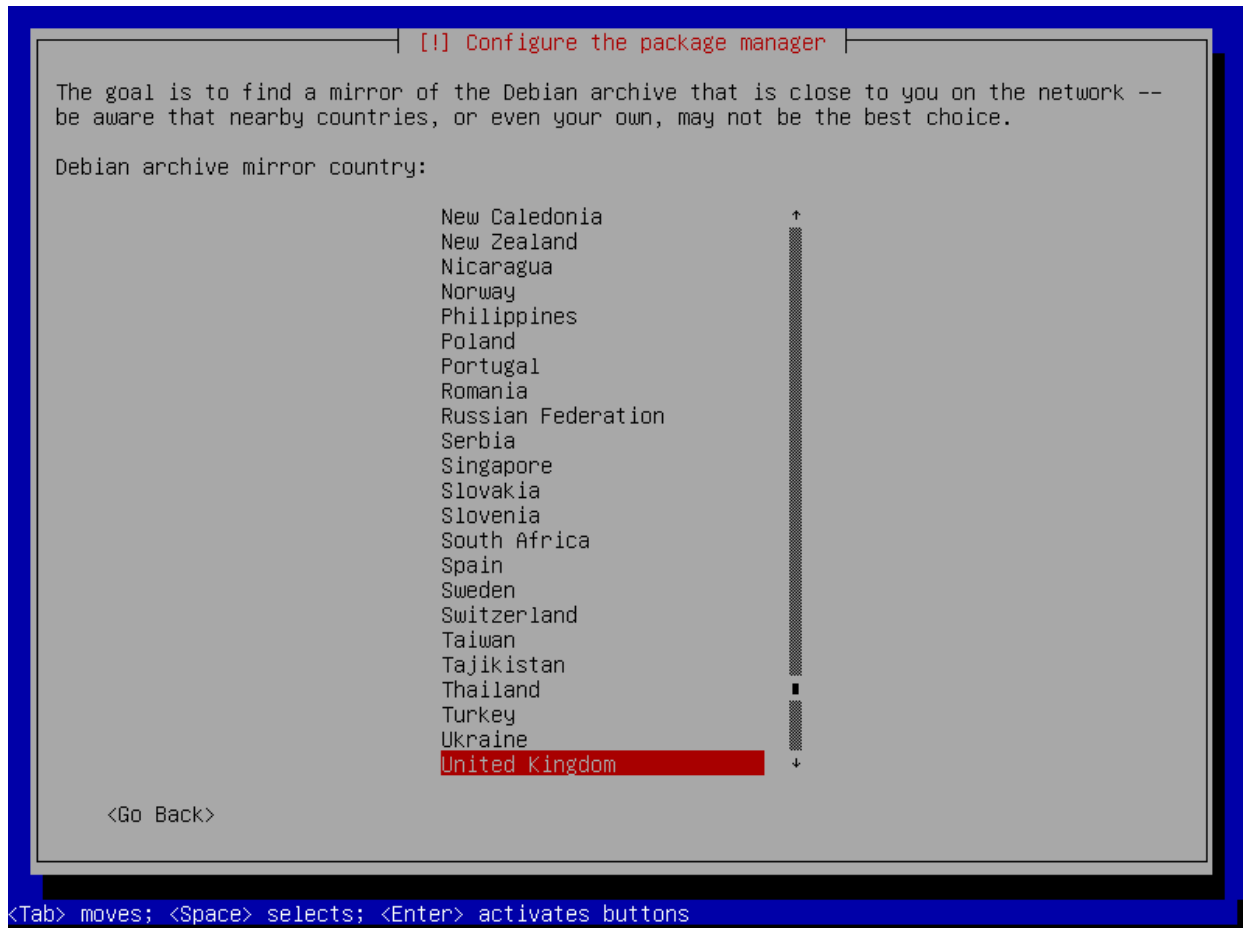 [!] Configure the package manager
The goal is to find a mirror of the Debian archive that is close to you on the network --
be aware that nearby countries, or even your own, may not be the best choice.
Debian archive mirror country:
New Caledonia
New Zealand
Nicaragua
Norway
Philippines
Poland
Portugal
Romania
Russian Federation
Serbia
Singapore
Slovakia
Slovenia
South Africa
Spain
Sweden
Switzerland
Taiwan
Tajikistan
Thailand
Turkey
Ukraine
United Kingdom
<Go Back>
<Tab> moves; <Space> selects; <Enter> activates buttons